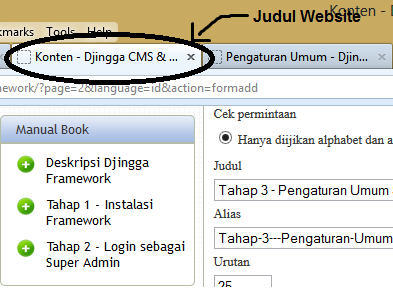 Judul Website
Konten - D
kmarks Tools Help
Konten - Djingga CMS & ...
Pengaturan Umum - Djin...
mework/?page=2&language=id&action=formadd
Manual Book
Deskripsi Djingga
Framework
Tahap 1 - Instalasi
Framework
Tahap 2 - Login sebagai
Super Admin
Cek permintaan
Hanya diijikan alphabet dan a
Judul
Tahap 3 - Pengaturan Umum
Alias
Tahap-3---Pengaturan-Umum
Urutan
25